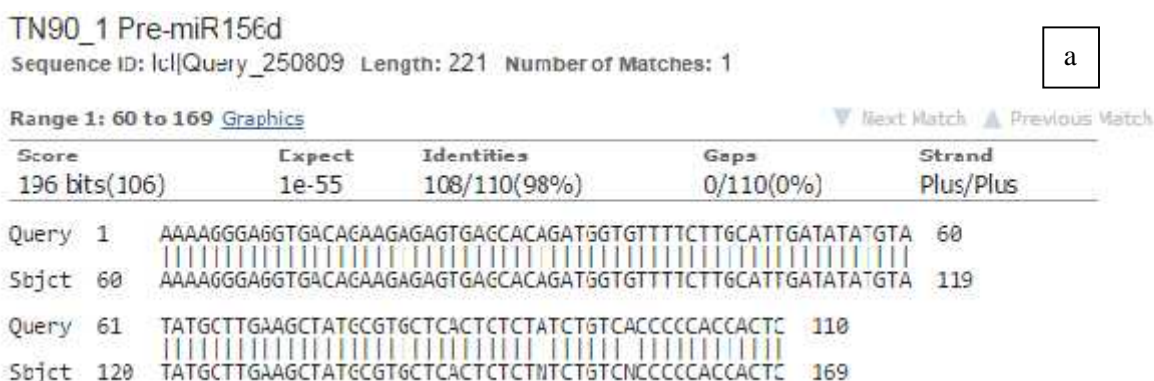 TN90_1 Pre-miR156d
Sequence ID: lcl|Query_250809 Length: 221 Number of Matches: 1
a
Range 1: 60 to 169 Graphics
Next Match Previous Match
Score Expect Identities Gaps Strand
196 bits(106) 1e-55 108/110(98%) 0/110(0%) Plus/Plus
Query 1 AAAAGGGAGGTGACAGAAGAGAGTGAGCACAGATGGTGTTTTCTTGCATTGATATATGTA 60
Sbjct 60 AAAAGGGAGGTGACAGAAGAGAGTGAGCACAGATGGTGTTTTCTTGCATTGATATATGTA 119
Query 61 TATGCTTGAAGCTATGCGTGCTCACTCTCTATCTGTCACCCCCACCACTC 110
Sbjct 120 TATGCTTGAAGCTATGCGTGCTCACTCTCTNTCTGTCNCCCCCACCACTC 169